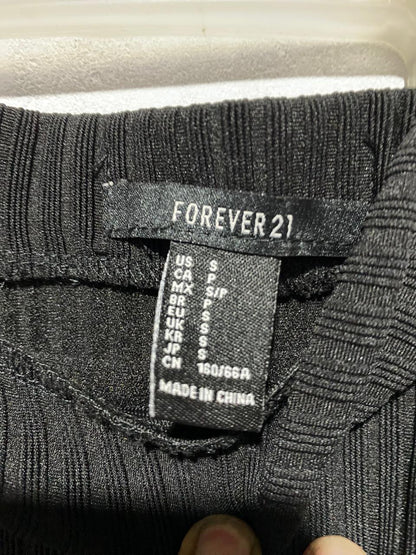 FOREVER 21
US S
CA P
MX S/P
BR P
EU S
UK S
KR S
JP S
CN 160/66A
MADE IN CHINA